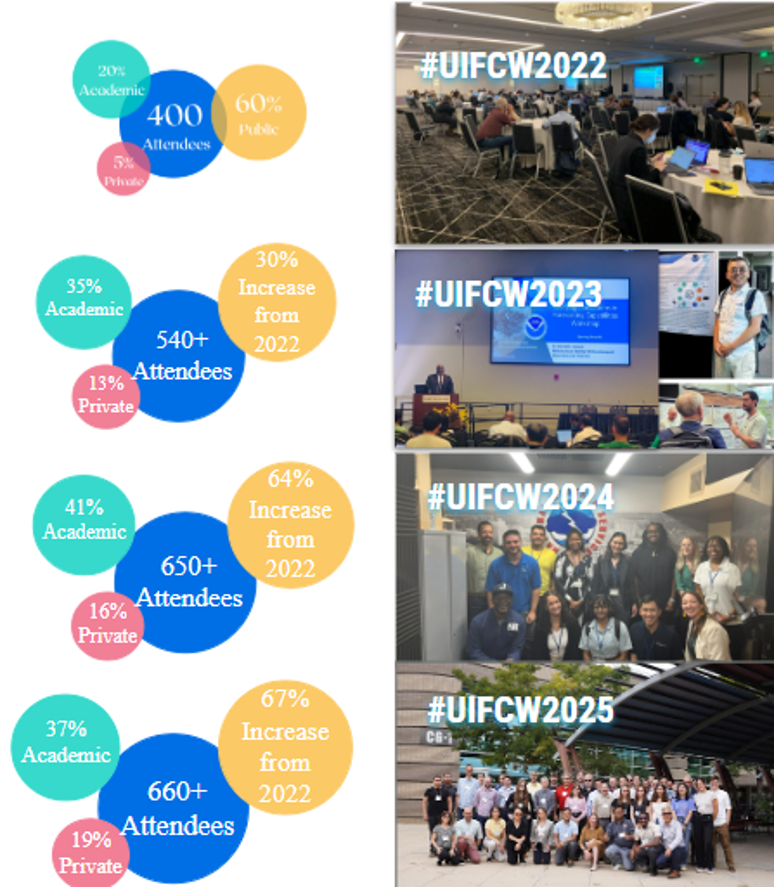 20%
Academic
400
Attendees
60%
Public
5%
Private
#UIFCW2022
35%
Academic
540+
Attendees
30%
Increase
from
2022
13%
Private
#UIFCW2023
41%
Academic
650+
Attendees
64%
Increase
from
2022
16%
Private
#UIFCW2024
37%
Academic
660+
Attendees
67%
Increase
from
2022
19%
Private
#UIFCW2025